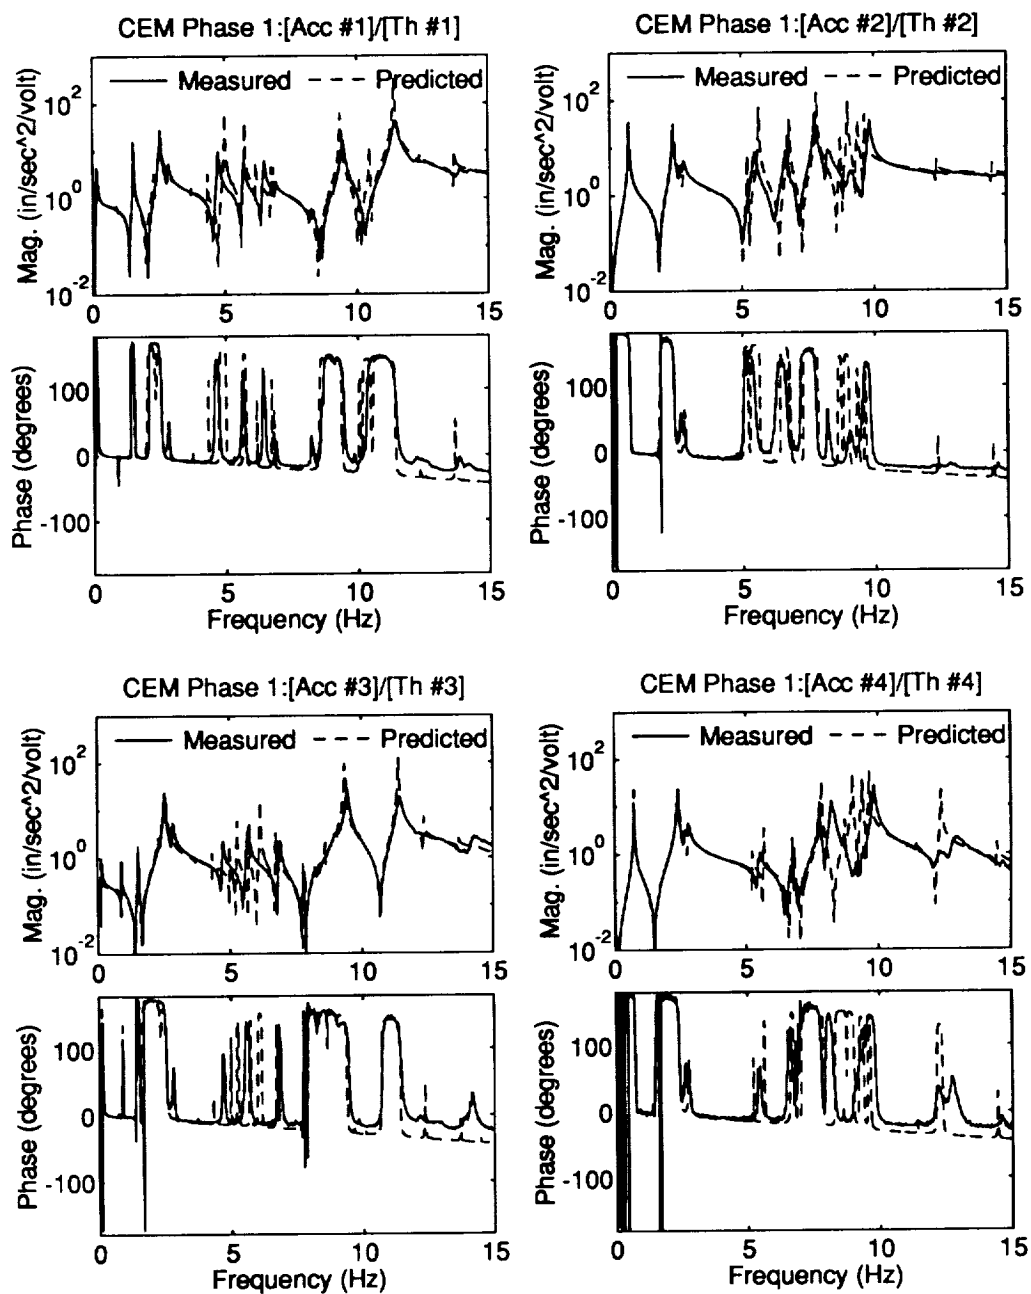 CEM Phase 1:[Acc #1]/[Th #1]
Measured
Predicted
Mag. (in/sec^2/volt)
10^2
10^0
10^-2
0
5
10
15
Phase (degrees)
100
0
-100
0
5
10
15
Frequency (Hz)
CEM Phase 1:[Acc #2]/[Th #2]
Measured
Predicted
Mag. (in/sec^2/volt)
10^2
10^0
10^-2
0
5
10
15
Phase (degrees)
100
0
-100
0
5
10
15
Frequency (Hz)
CEM Phase 1:[Acc #3]/[Th #3]
Measured
Predicted
Mag. (in/sec^2/volt)
10^2
10^0
10^-2
0
5
10
15
Phase (degrees)
100
0
-100
0
5
10
15
Frequency (Hz)
CEM Phase 1:[Acc #4]/[Th #4]
Measured
Predicted
Mag. (in/sec^2/volt)
10^2
10^0
10^-2
0
5
10
15
Phase (degrees)
100
0
-100
0
5
10
15
Frequency (Hz)